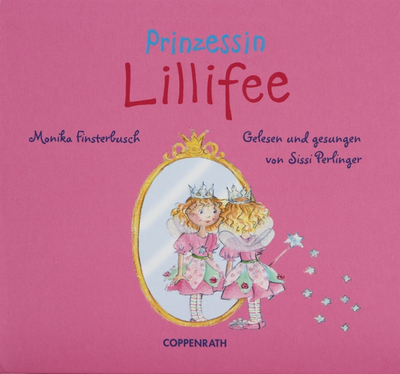 Prinzessin
Lillifee
Monika Finsterbusch
Gelesen und gesungen
von Sissi Perlinger
COPPENRATH